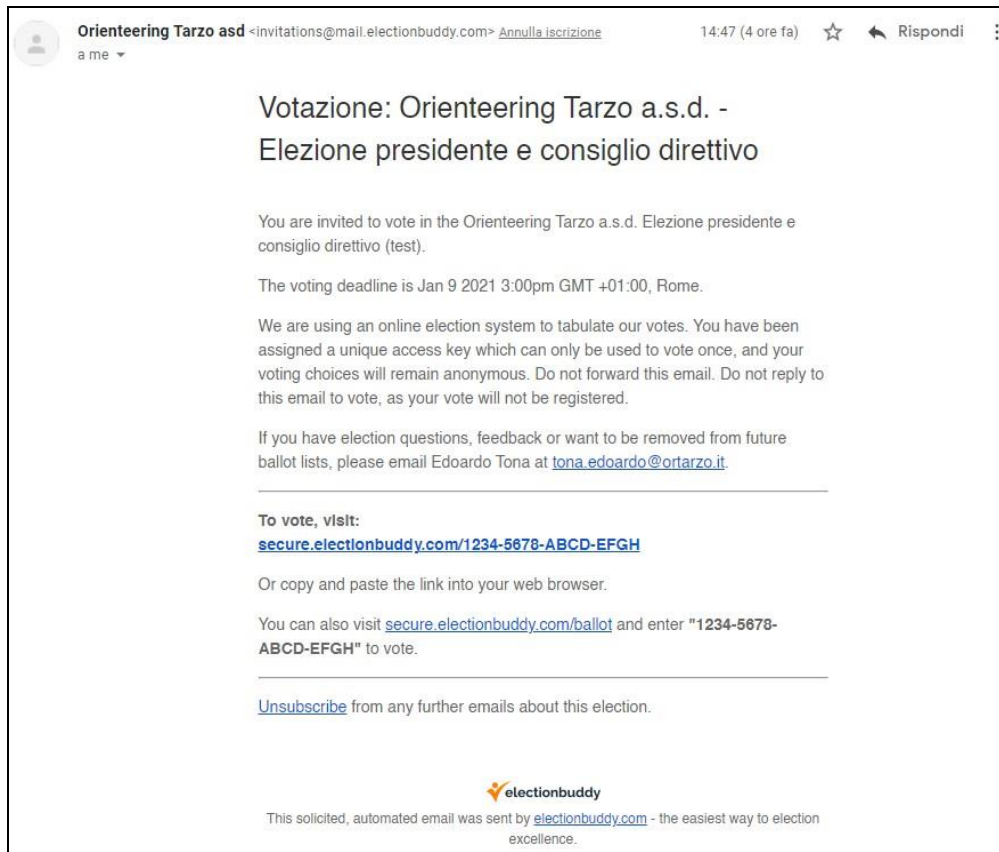 Orienteering Tarzo asd <invitations@mail.electionbuddy.com> Annulla iscrizione 14:47 (4 ore fa) Rispondi
a me
Votazione: Orienteering Tarzo a.s.d. -
Elezione presidente e consiglio direttivo
You are invited to vote in the Orienteering Tarzo a.s.d. Elezione presidente e
consiglio direttivo (test).
The voting deadline is Jan 9 2021 3:00pm GMT +01:00, Rome.
We are using an online election system to tabulate our votes. You have been
assigned a unique access key which can only be used to vote once, and your
voting choices will remain anonymous. Do not forward this email. Do not reply to
this email to vote, as your vote will not be registered.
If you have election questions, feedback or want to be removed from future
ballot lists, please email Edoardo Tona at tona.edoardo@ortarzo.it.
To vote, visit:
secure.electionbuddy.com/1234-5678-ABCD-EFGH
Or copy and paste the link into your web browser.
You can also visit secure.electionbuddy.com/ballot and enter "1234-5678-
ABCD-EFGH" to vote.
Unsubscribe from any further emails about this election.
electionbuddy
This solicited, automated email was sent by electionbuddy.com - the easiest way to election
excellence.